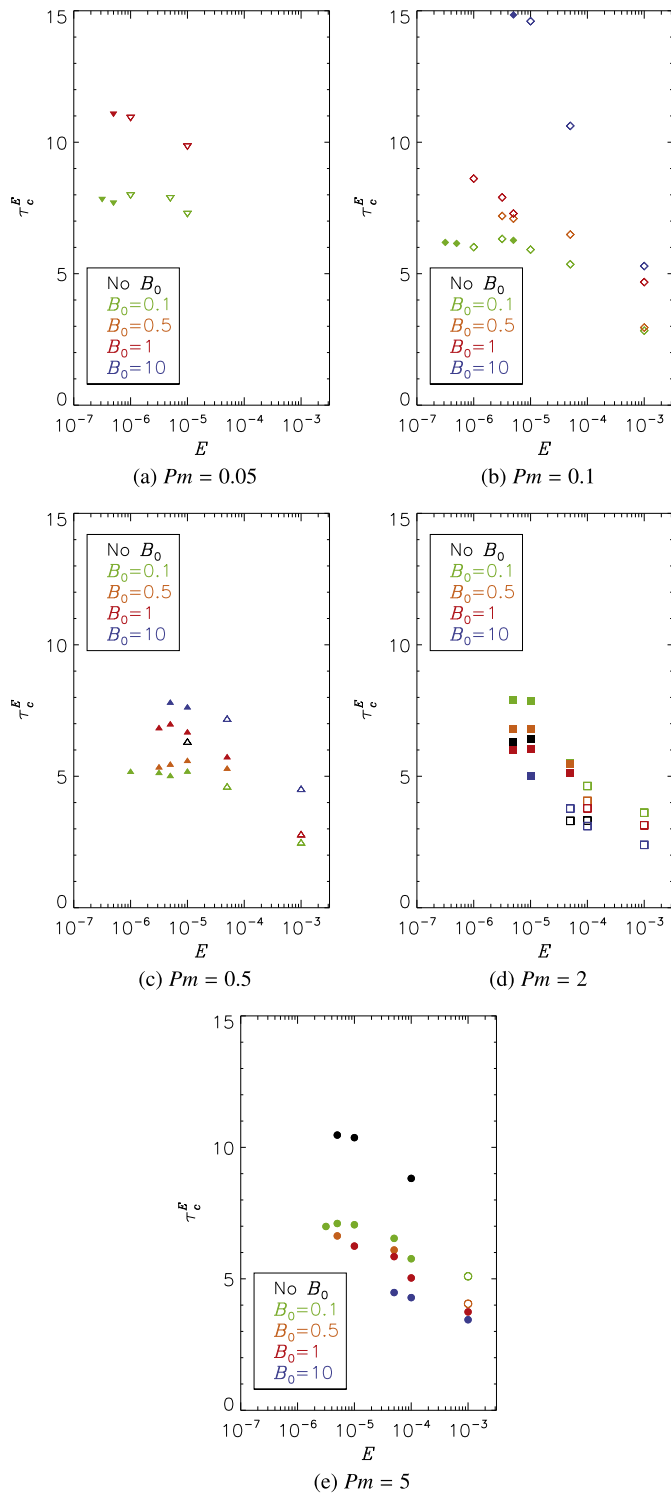 15
10
5
0
τ_c^E
No B₀
B₀=0.1
B₀=0.5
B₀=1
B₀=10
10⁻⁷ 10⁻⁶ 10⁻⁵ 10⁻⁴ 10⁻³
E
(a) Pm = 0.05
15
10
5
0
τ_c^E
No B₀
B₀=0.1
B₀=0.5
B₀=1
B₀=10
10⁻⁷ 10⁻⁶ 10⁻⁵ 10⁻⁴ 10⁻³
E
(b) Pm = 0.1
15
10
5
0
τ_c^E
No B₀
B₀=0.1
B₀=0.5
B₀=1
B₀=10
10⁻⁷ 10⁻⁶ 10⁻⁵ 10⁻⁴ 10⁻³
E
(c) Pm = 0.5
15
10
5
0
τ_c^E
No B₀
B₀=0.1
B₀=0.5
B₀=1
B₀=10
10⁻⁷ 10⁻⁶ 10⁻⁵ 10⁻⁴ 10⁻³
E
(d) Pm = 2
15
10
5
0
τ_c^E
No B₀
B₀=0.1
B₀=0.5
B₀=1
B₀=10
10⁻⁷ 10⁻⁶ 10⁻⁵ 10⁻⁴ 10⁻³
E
(e) Pm = 5